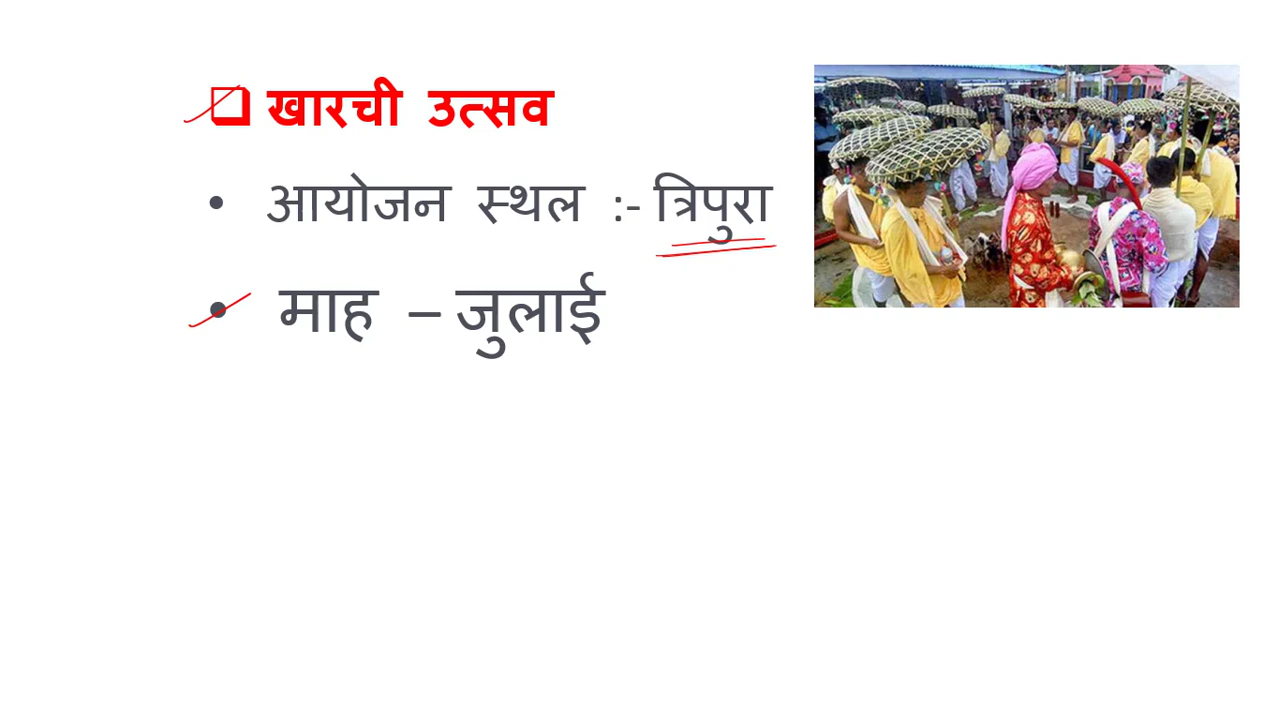 खारची उत्सव
• आयोजन स्थल :- त्रिपुरा
• माह – जुलाई